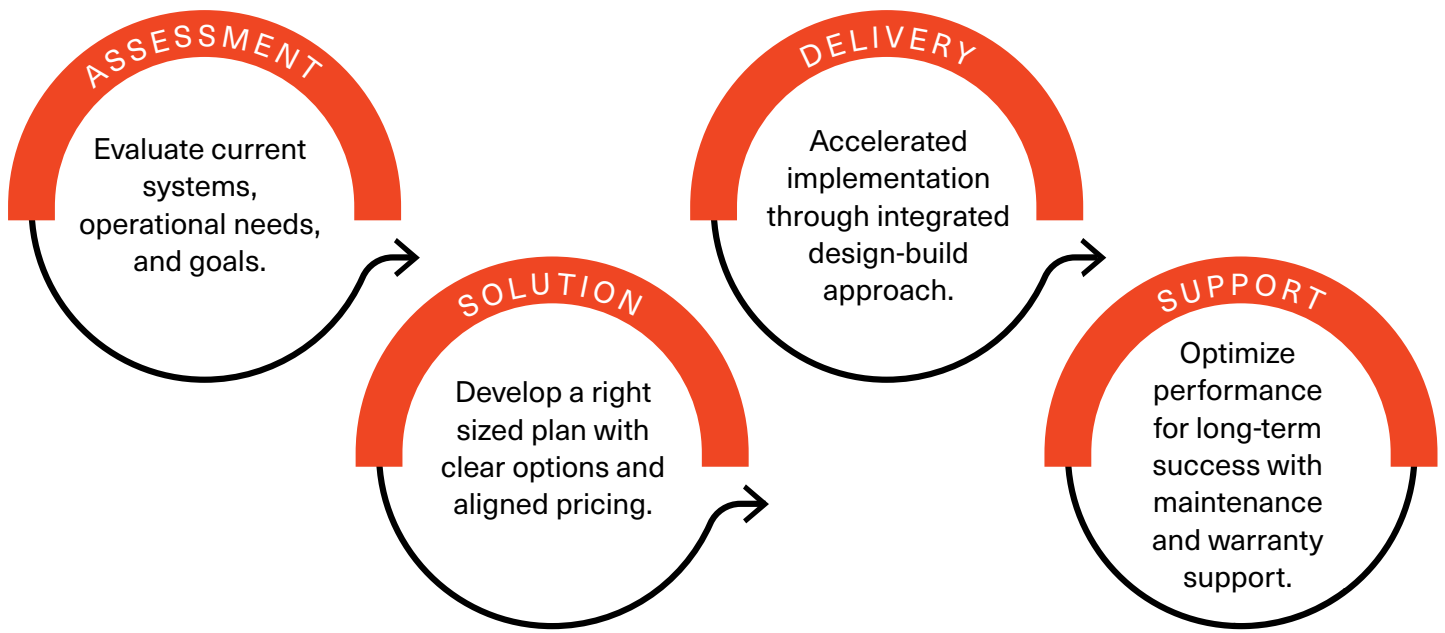 ASSESSMENT
Evaluate current
systems,
operational needs,
and goals.
SOLUTION
Develop a right
sized plan with
clear options and
aligned pricing.
DELIVERY
Accelerated
implementation
through integrated
design-build
approach.
SUPPORT
Optimize
performance
for long-term
success with
maintenance
and warranty
support.